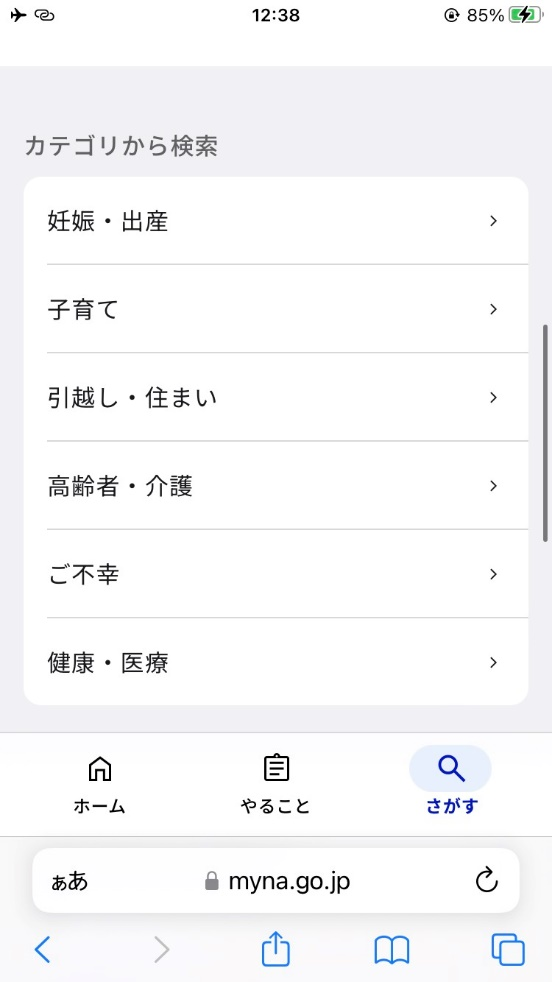 12:38
85%
カテゴリから検索
妊娠・出産
子育て
引越し・住まい
高齢者・介護
ご不幸
健康・医療
ホーム
やること
さがす
ぁあ
myna.go.jp